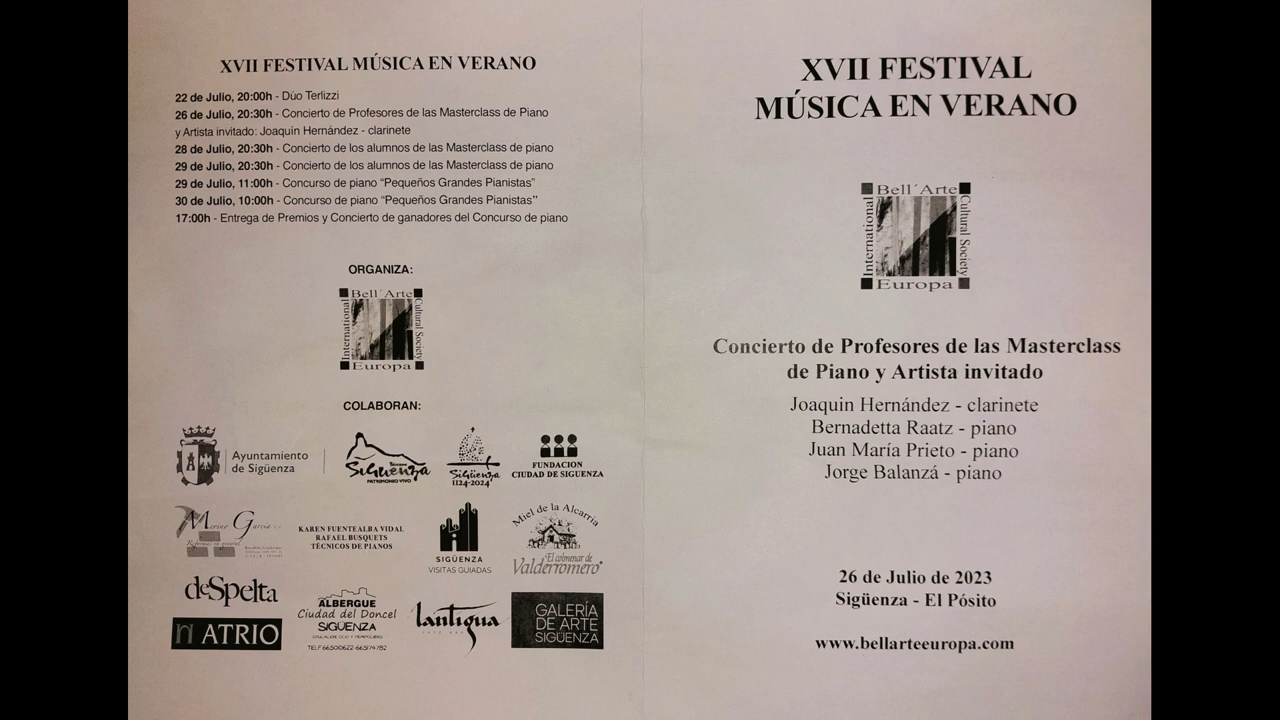 XVII FESTIVAL MÚSICA EN VERANO
22 de Julio, 20:00h - Dúo Terlizzi
26 de Julio, 20:30h - Concierto de Profesores de las Masterclass de Piano
y Artista invitado: Joaquín Hernández - clarinete
28 de Julio, 20:30h - Concierto de los alumnos de las Masterclass de piano
29 de Julio, 20:30h - Concierto de los alumnos de las Masterclass de piano
29 de Julio, 11:00h - Concurso de piano “Pequeños Grandes Pianistas”
30 de Julio, 10:00h - Concurso de piano “Pequeños Grandes Pianistas”
17:00h - Entrega de Premios y Concierto de ganadores del Concurso de piano
ORGANIZA:
Bell´Arte
International
Cultural Society
Europa
COLABORAN:
Ayuntamiento
de Sigüenza
Sigüenza
PATRIMONIO VIVO
Sigüenza
1124-2024
FUNDACION
CIUDAD DE SIGUENZA
Merino García
KAREN FUENTEALBA VIDAL
RAFAEL BUSQUETS
TÉCNICOS DE PIANOS
SIGÜENZA
VISITAS GUIADAS
Miel de la Alcarria
El colmenar de
Valderromero
deSpelta
ATRIO
ALBERGUE
Ciudad del Doncel
SIGÜENZA
Lantigua
GALERÍA
DE ARTE
SIGÜENZA
XVII FESTIVAL
MÚSICA EN VERANO
Bell´Arte
International
Cultural Society
Europa
Concierto de Profesores de las Masterclass
de Piano y Artista invitado
Joaquin Hernández - clarinete
Bernadetta Raatz - piano
Juan María Prieto - piano
Jorge Balanzá - piano
26 de Julio de 2023
Sigüenza - El Pósito
www.bellarteeuropa.com